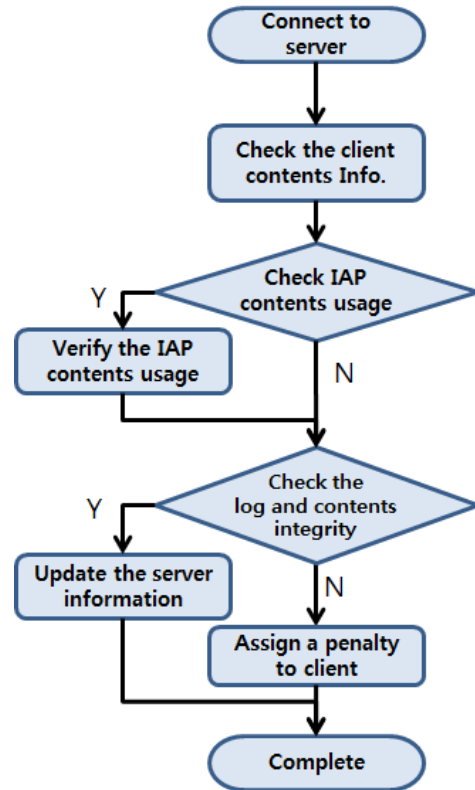 Connect to
server
Check the client
contents Info.
Check IAP
contents usage
Y
Verify the IAP
contents usage
N
Check the
log and contents
integrity
Y
Update the server
information
N
Assign a penalty
to client
Complete